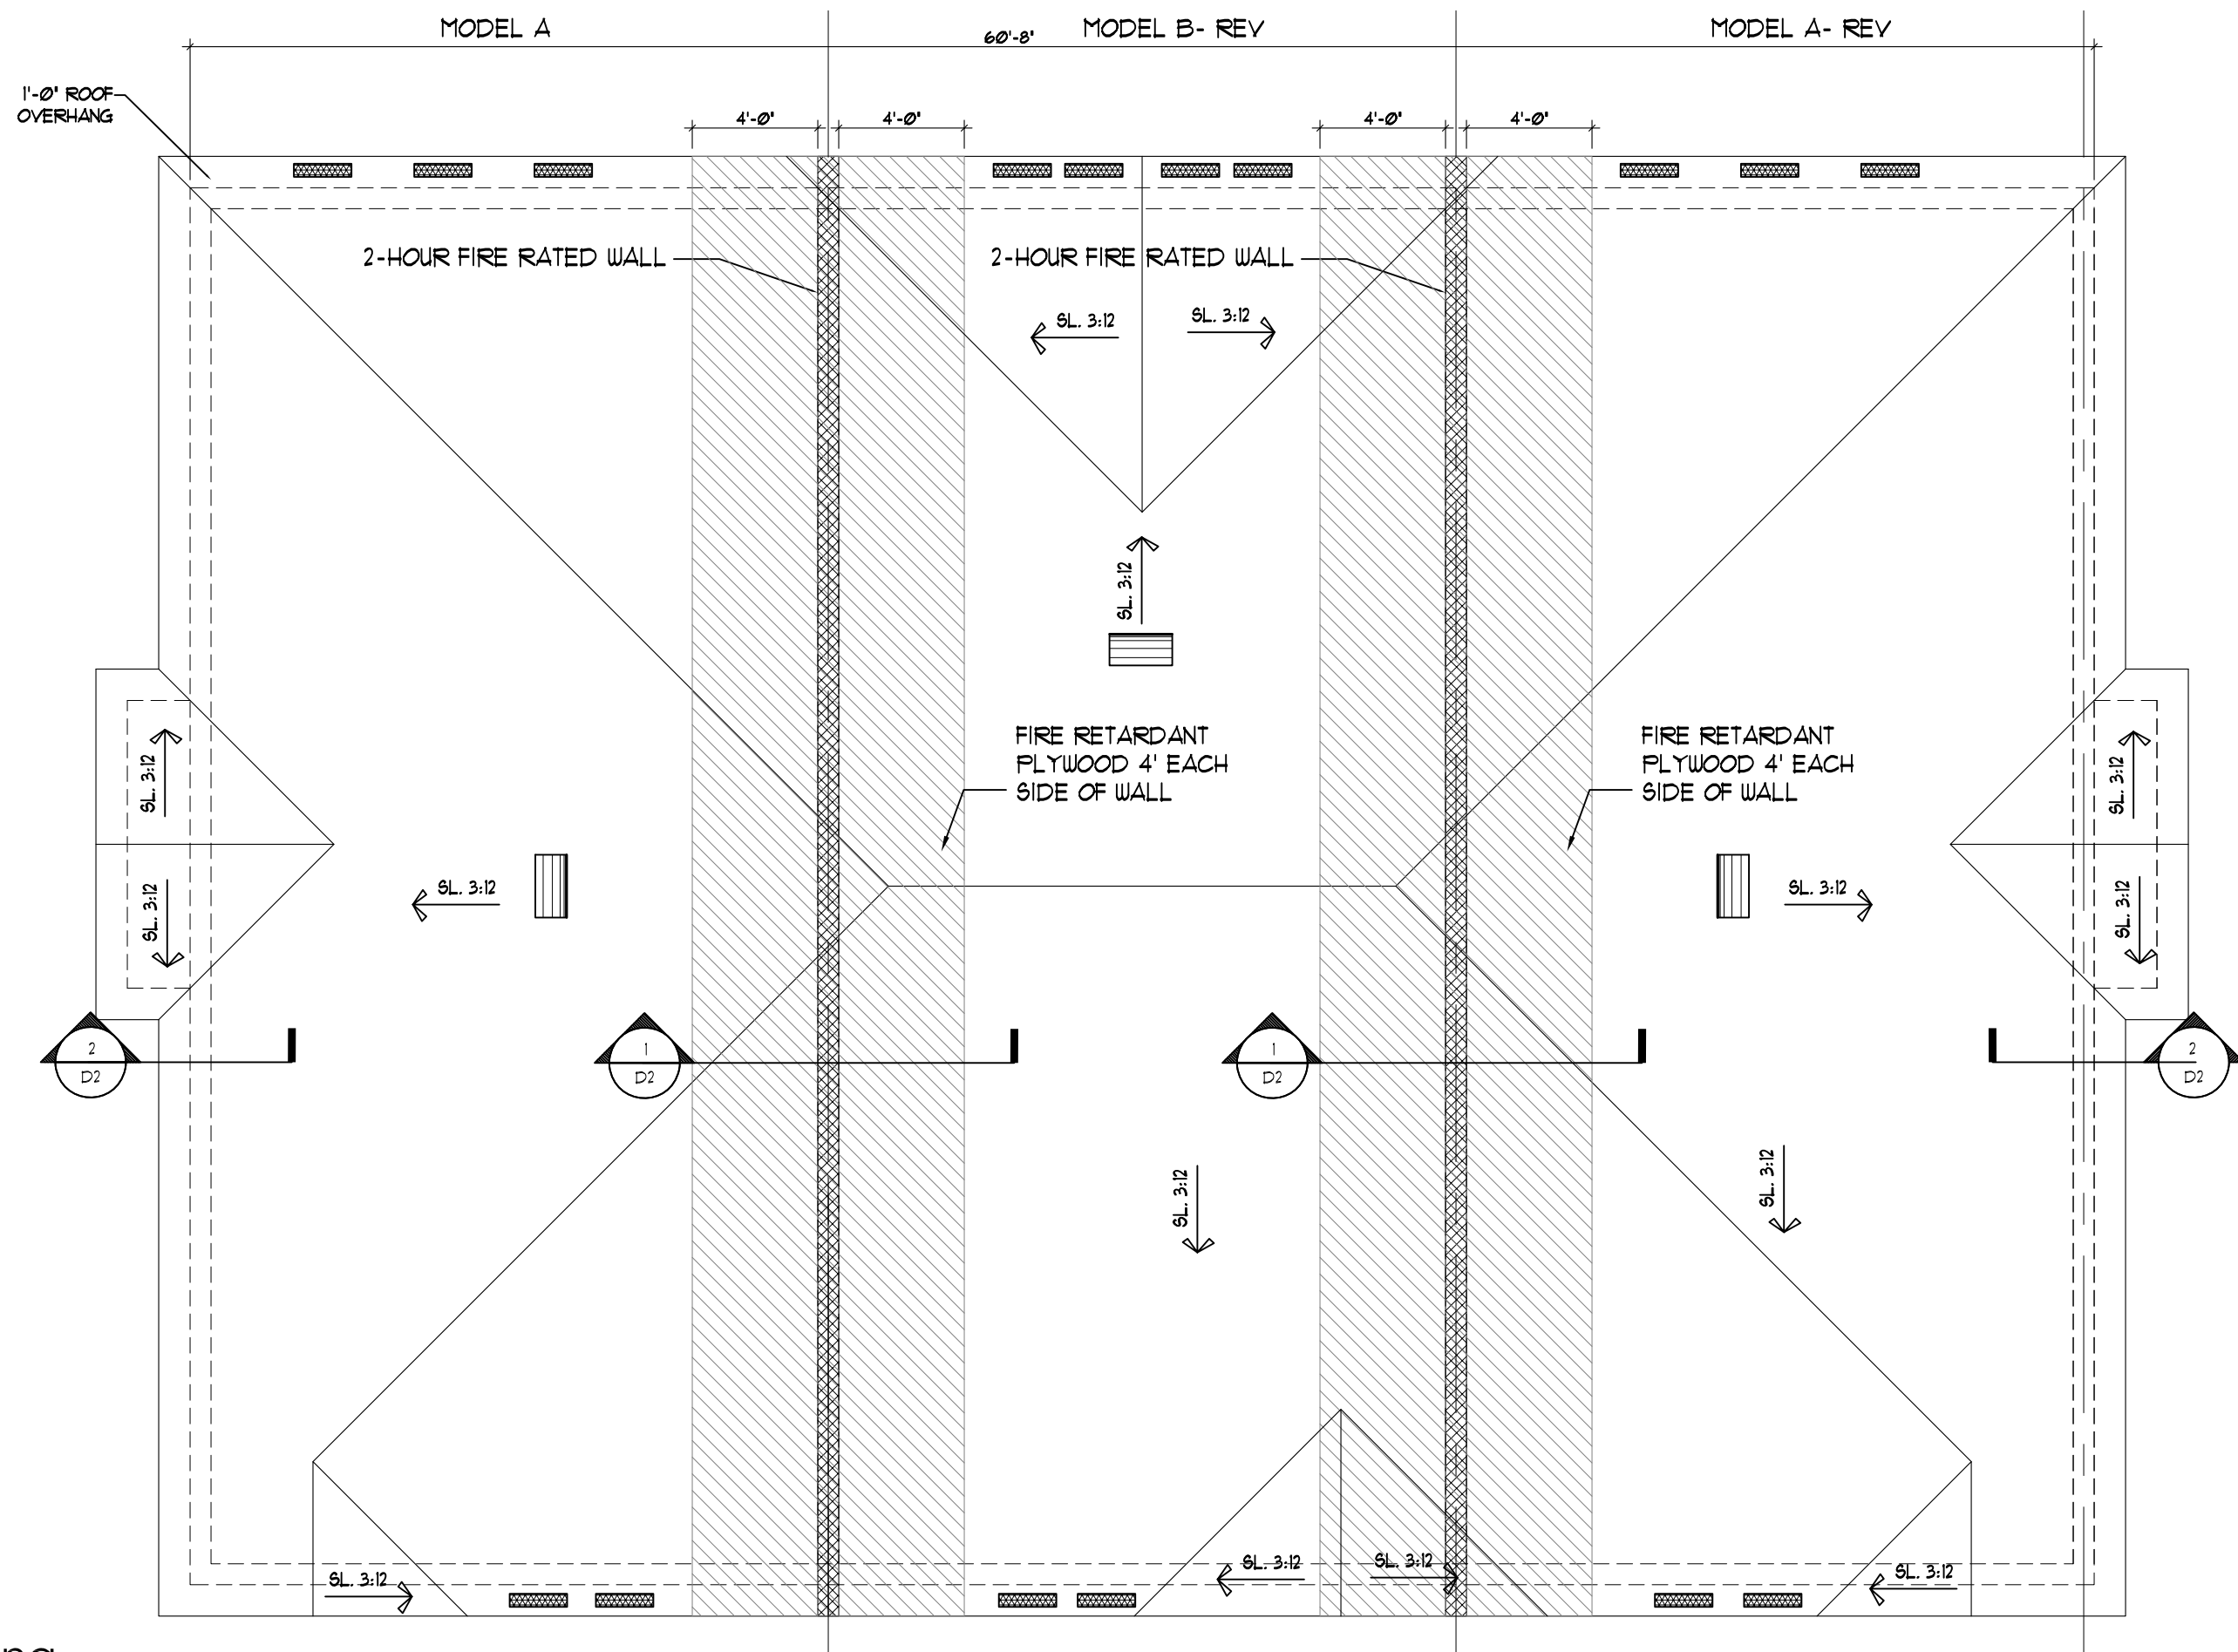 MODEL A
MODEL B- REV
MODEL A- REV
60'-8"
1'-0" ROOF
OVERHANG
4'-0"
4'-0"
4'-0"
4'-0"
2-HOUR FIRE RATED WALL
2-HOUR FIRE RATED WALL
SL. 3:12
SL. 3:12
SL. 3:12
FIRE RETARDANT
PLYWOOD 4' EACH
SIDE OF WALL
FIRE RETARDANT
PLYWOOD 4' EACH
SIDE OF WALL
SL. 3:12
SL. 3:12
SL. 3:12
SL. 3:12
SL. 3:12
SL. 3:12
2
D2
1
D2
1
D2
2
D2
SL. 3:12
SL. 3:12
SL. 3:12
SL. 3:12
SL. 3:12
SL. 3:12